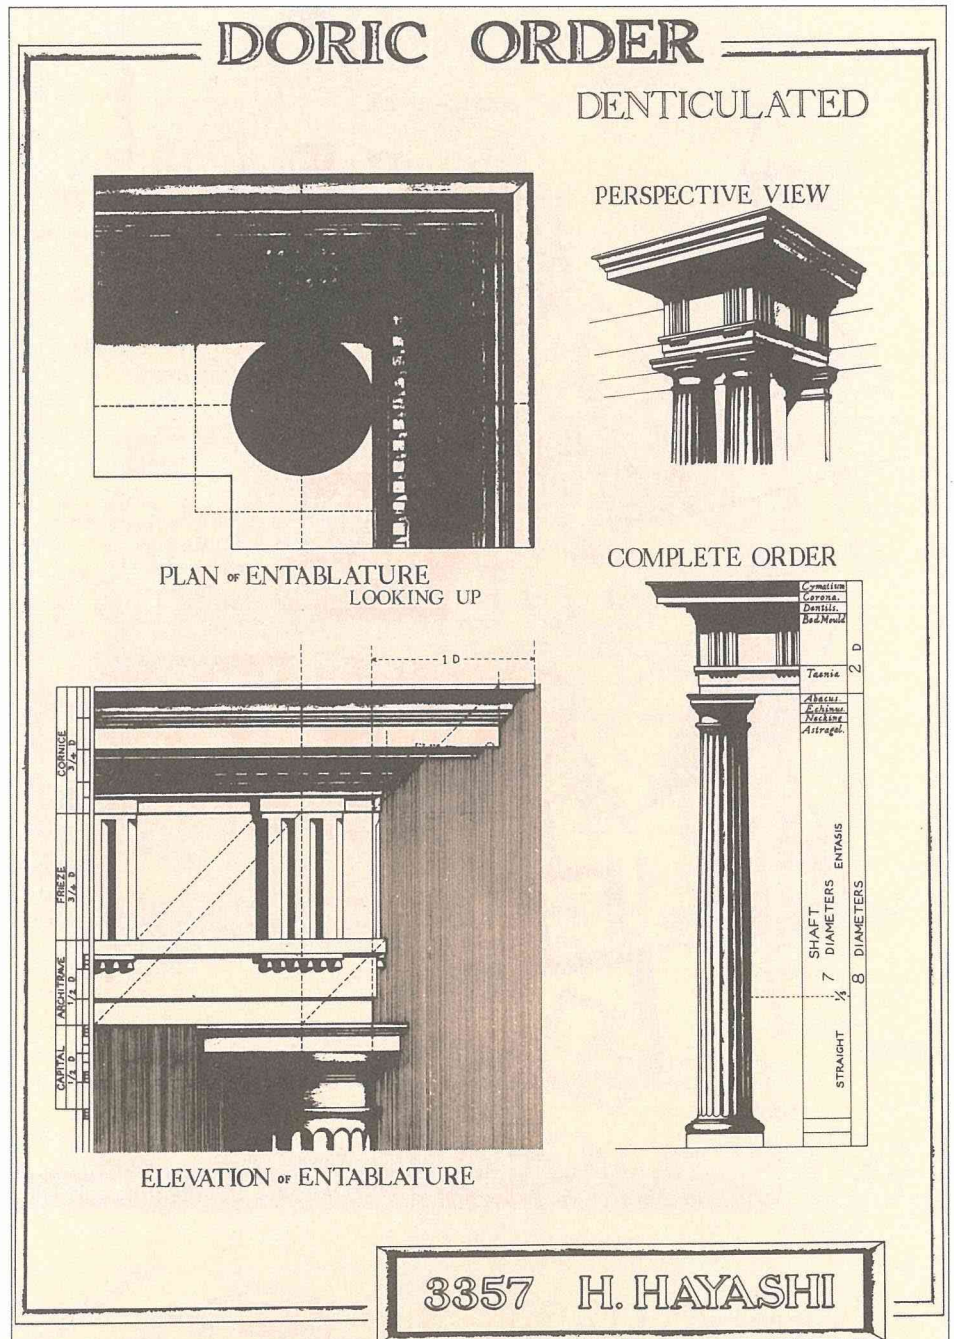 DORIC ORDER
DENTICULATED
PERSPECTIVE VIEW
PLAN OF ENTABLATURE
LOOKING UP
COMPLETE ORDER
Cymatium
Corona.
Dentils.
Bed Mould
Taenia
2 D
Abacus.
Echinus.
Necking
Astragal.
SHAFT
7 DIAMETERS
ENTASIS
8 DIAMETERS
1/3
STRAIGHT
1 D
CORNICE
3/4 D
FRIEZE
3/4 D
ARCHITRAVE
1/2 D
CAPITAL
1/2 D
ELEVATION OF ENTABLATURE
3357 H. HAYASHI